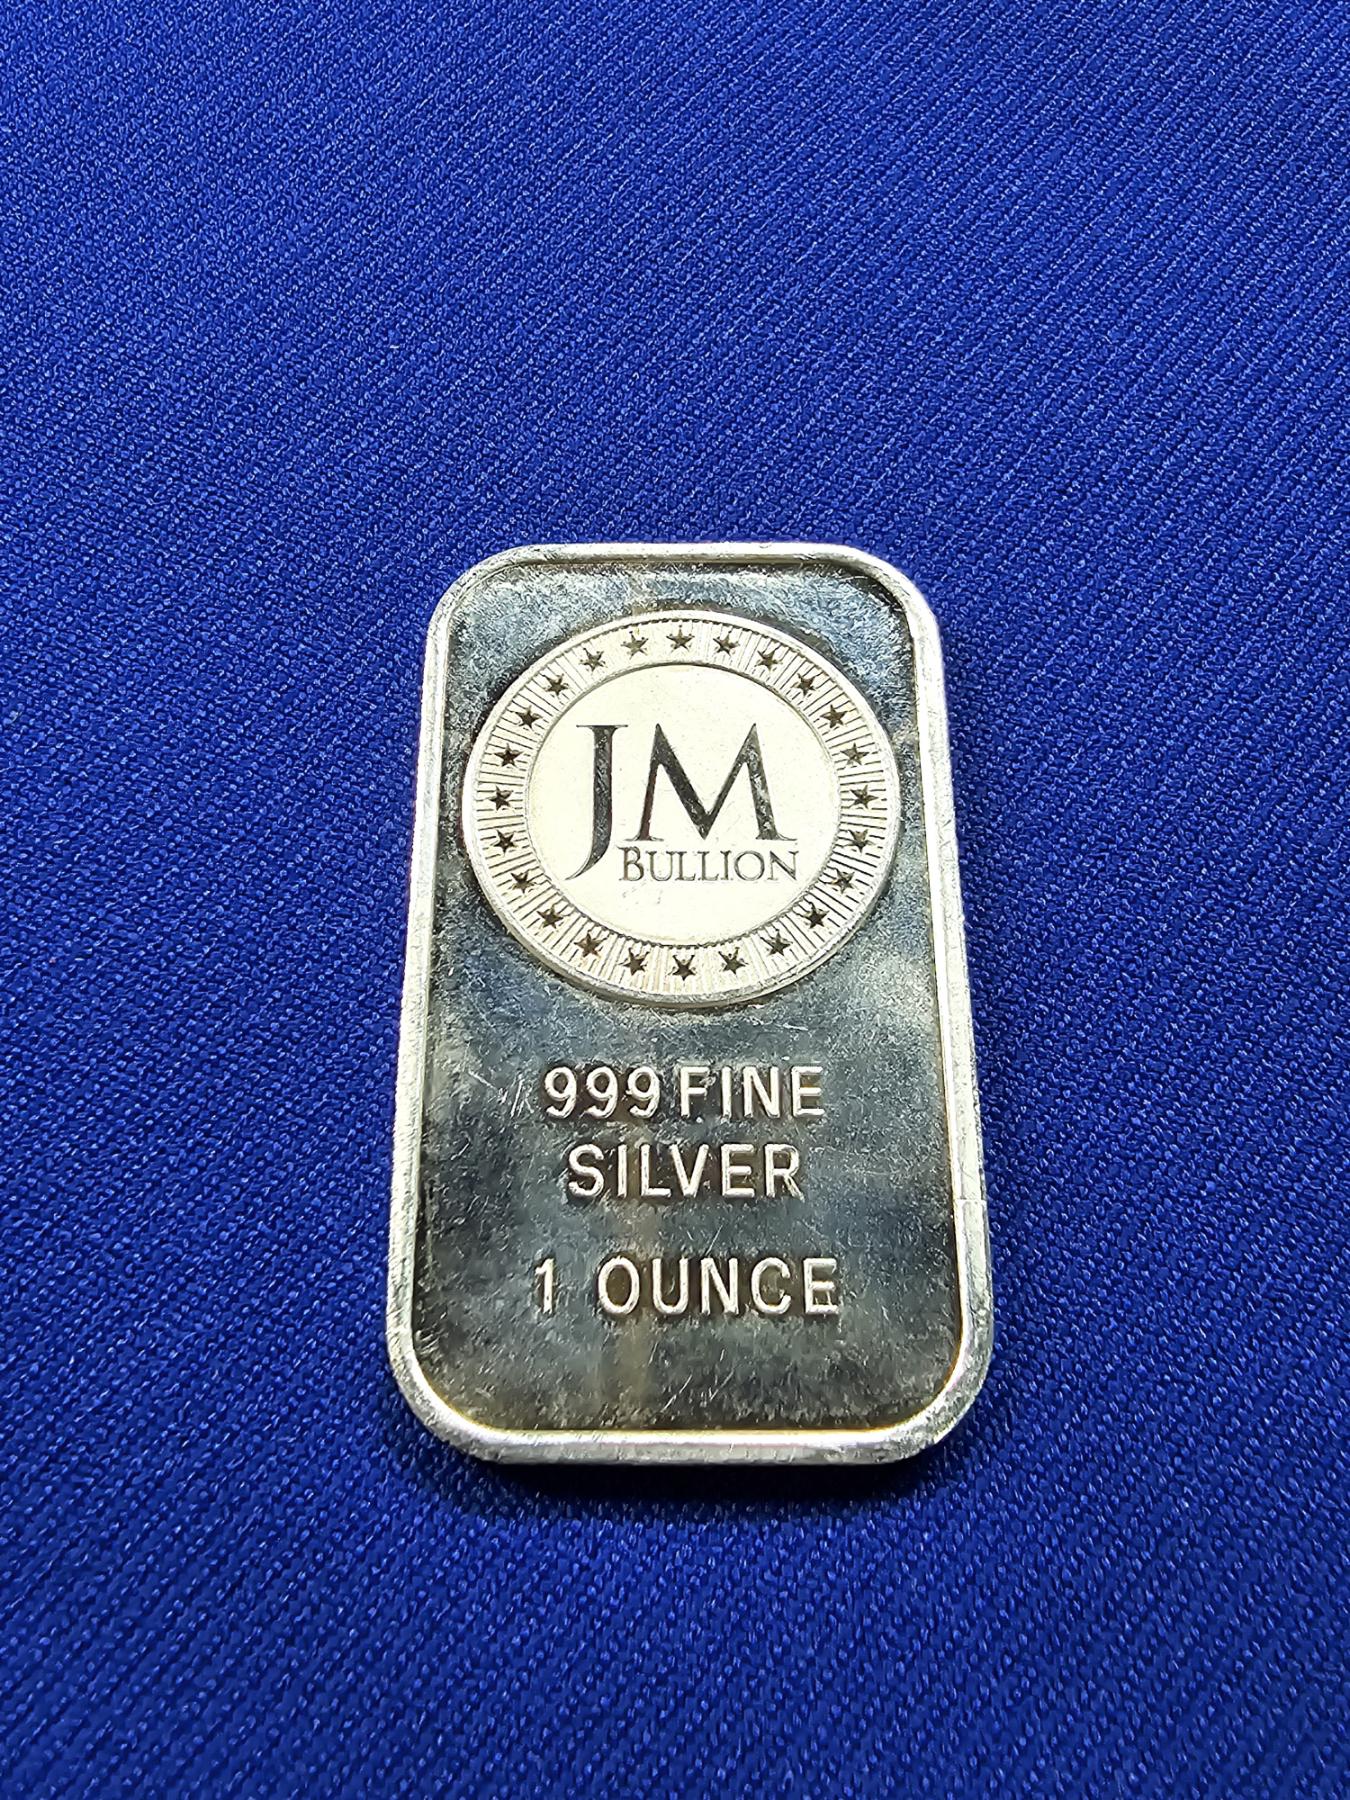 JM
BULLION
999 FINE
SILVER
1 OUNCE